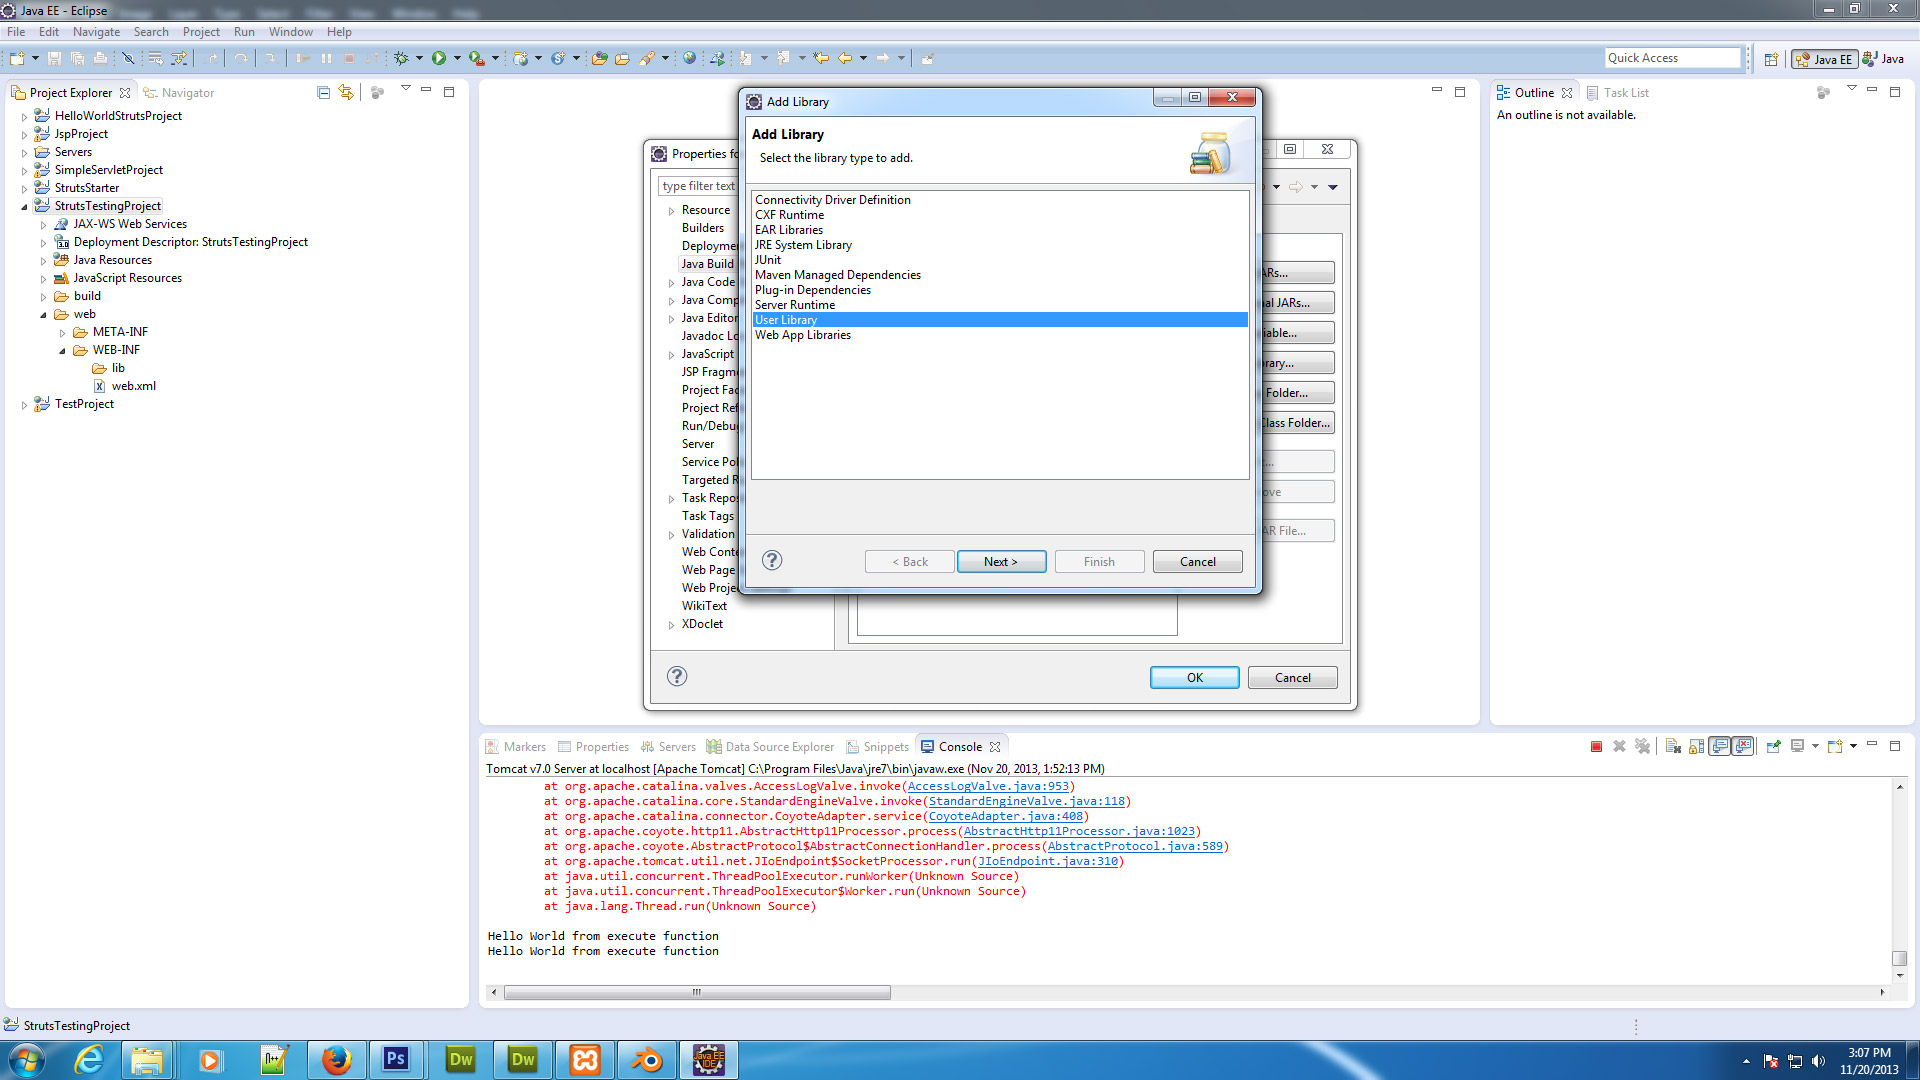 Java EE - Eclipse
File Edit Navigate Search Project Run Window Help
Quick Access
Java EE
Java
Project Explorer
Navigator
HelloWorldStrutsProject
JspProject
Servers
SimpleServletProject
StrutsStarter
StrutsTestingProject
JAX-WS Web Services
Deployment Descriptor: StrutsTestingProject
Java Resources
JavaScript Resources
build
web
META-INF
WEB-INF
lib
web.xml
TestProject
Properties fo
type filter text
Resource
Builders
Deployme
Java Build
Java Code
Java Comp
Java Editor
Javadoc Lo
JavaScript
JSP Fragme
Project Fac
Project Ref
Run/Debug
Server
Service Pol
Targeted R
Task Repos
Task Tags
Validation
Web Conte
Web Page
Web Projec
WikiText
XDoclet
ARs...
al JARs...
iable...
rary...
Folder...
Class Folder...
ove
AR File...
OK
Cancel
Add Library
Add Library
Select the library type to add.
Connectivity Driver Definition
CXF Runtime
EAR Libraries
JRE System Library
JUnit
Maven Managed Dependencies
Plug-in Dependencies
Server Runtime
User Library
Web App Libraries
< Back
Next >
Finish
Cancel
Outline
Task List
An outline is not available.
Markers
Properties
Servers
Data Source Explorer
Snippets
Console
Tomcat v7.0 Server at localhost [Apache Tomcat] C:\Program Files\Java\jre7\bin\javaw.exe (Nov 20, 2013, 1:52:13 PM)
at org.apache.catalina.valves.AccessLogValve.invoke(AccessLogValve.java:953)
at org.apache.catalina.core.StandardEngineValve.invoke(StandardEngineValve.java:118)
at org.apache.catalina.connector.CoyoteAdapter.service(CoyoteAdapter.java:408)
at org.apache.coyote.http11.AbstractHttp11Processor.process(AbstractHttp11Processor.java:1023)
at org.apache.coyote.AbstractProtocol$AbstractConnectionHandler.process(AbstractProtocol.java:589)
at org.apache.tomcat.util.net.JIoEndpoint$SocketProcessor.run(JIoEndpoint.java:310)
at java.util.concurrent.ThreadPoolExecutor.runWorker(Unknown Source)
at java.util.concurrent.ThreadPoolExecutor$Worker.run(Unknown Source)
at java.lang.Thread.run(Unknown Source)
Hello World from execute function
Hello World from execute function
StrutsTestingProject
Ps
Dw
Dw
Java EE
IDE
3:07 PM
11/20/2013